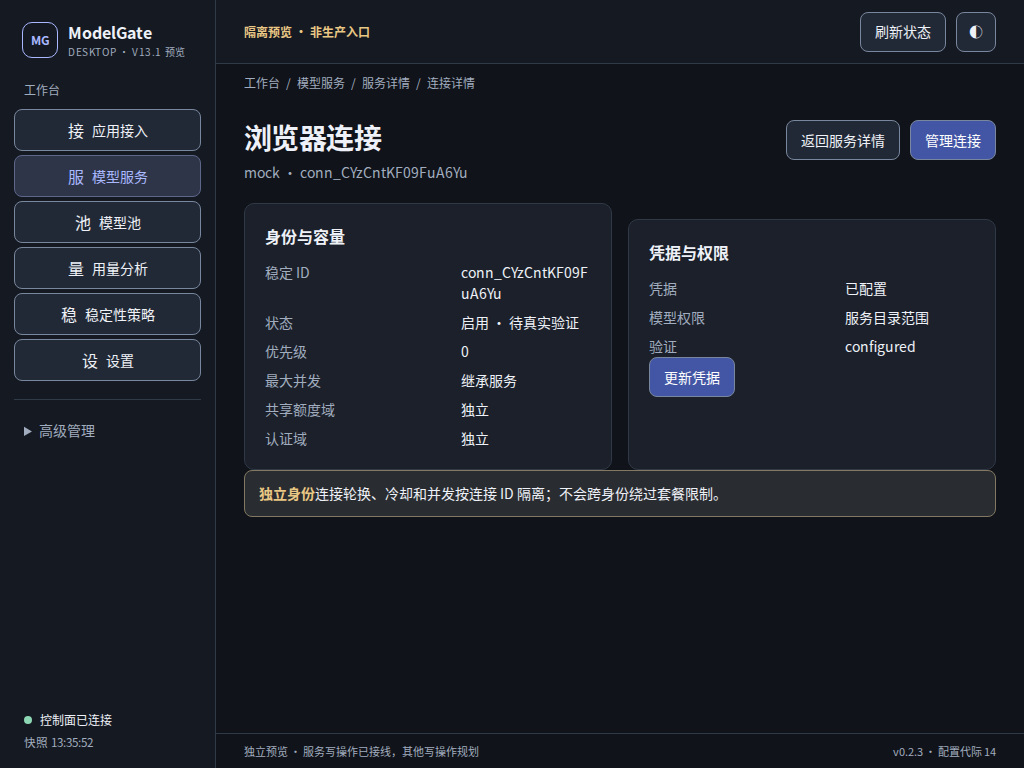 MG
ModelGate
DESKTOP · V13.1 预览
工作台
接 应用接入
服 模型服务
池 模型池
量 用量分析
稳 稳定性策略
设 设置
▶ 高级管理
控制面已连接
快照 13:35:52
隔离预览 · 非生产入口
刷新状态
工作台 / 模型服务 / 服务详情 / 连接详情
浏览器连接
mock · conn_CYzCntKF09FuA6Yu
返回服务详情
管理连接
身份与容量
稳定 ID conn_CYzCntKF09F
uA6Yu
状态 启用 · 待真实验证
优先级 0
最大并发 继承服务
共享额度域 独立
认证域 独立
凭据与权限
凭据 已配置
模型权限 服务目录范围
验证 configured
更新凭据
独立身份连接轮换、冷却和并发按连接 ID 隔离；不会跨身份绕过套餐限制。
独立预览 · 服务写操作已接线，其他写操作规划
v0.2.3 · 配置代际 14